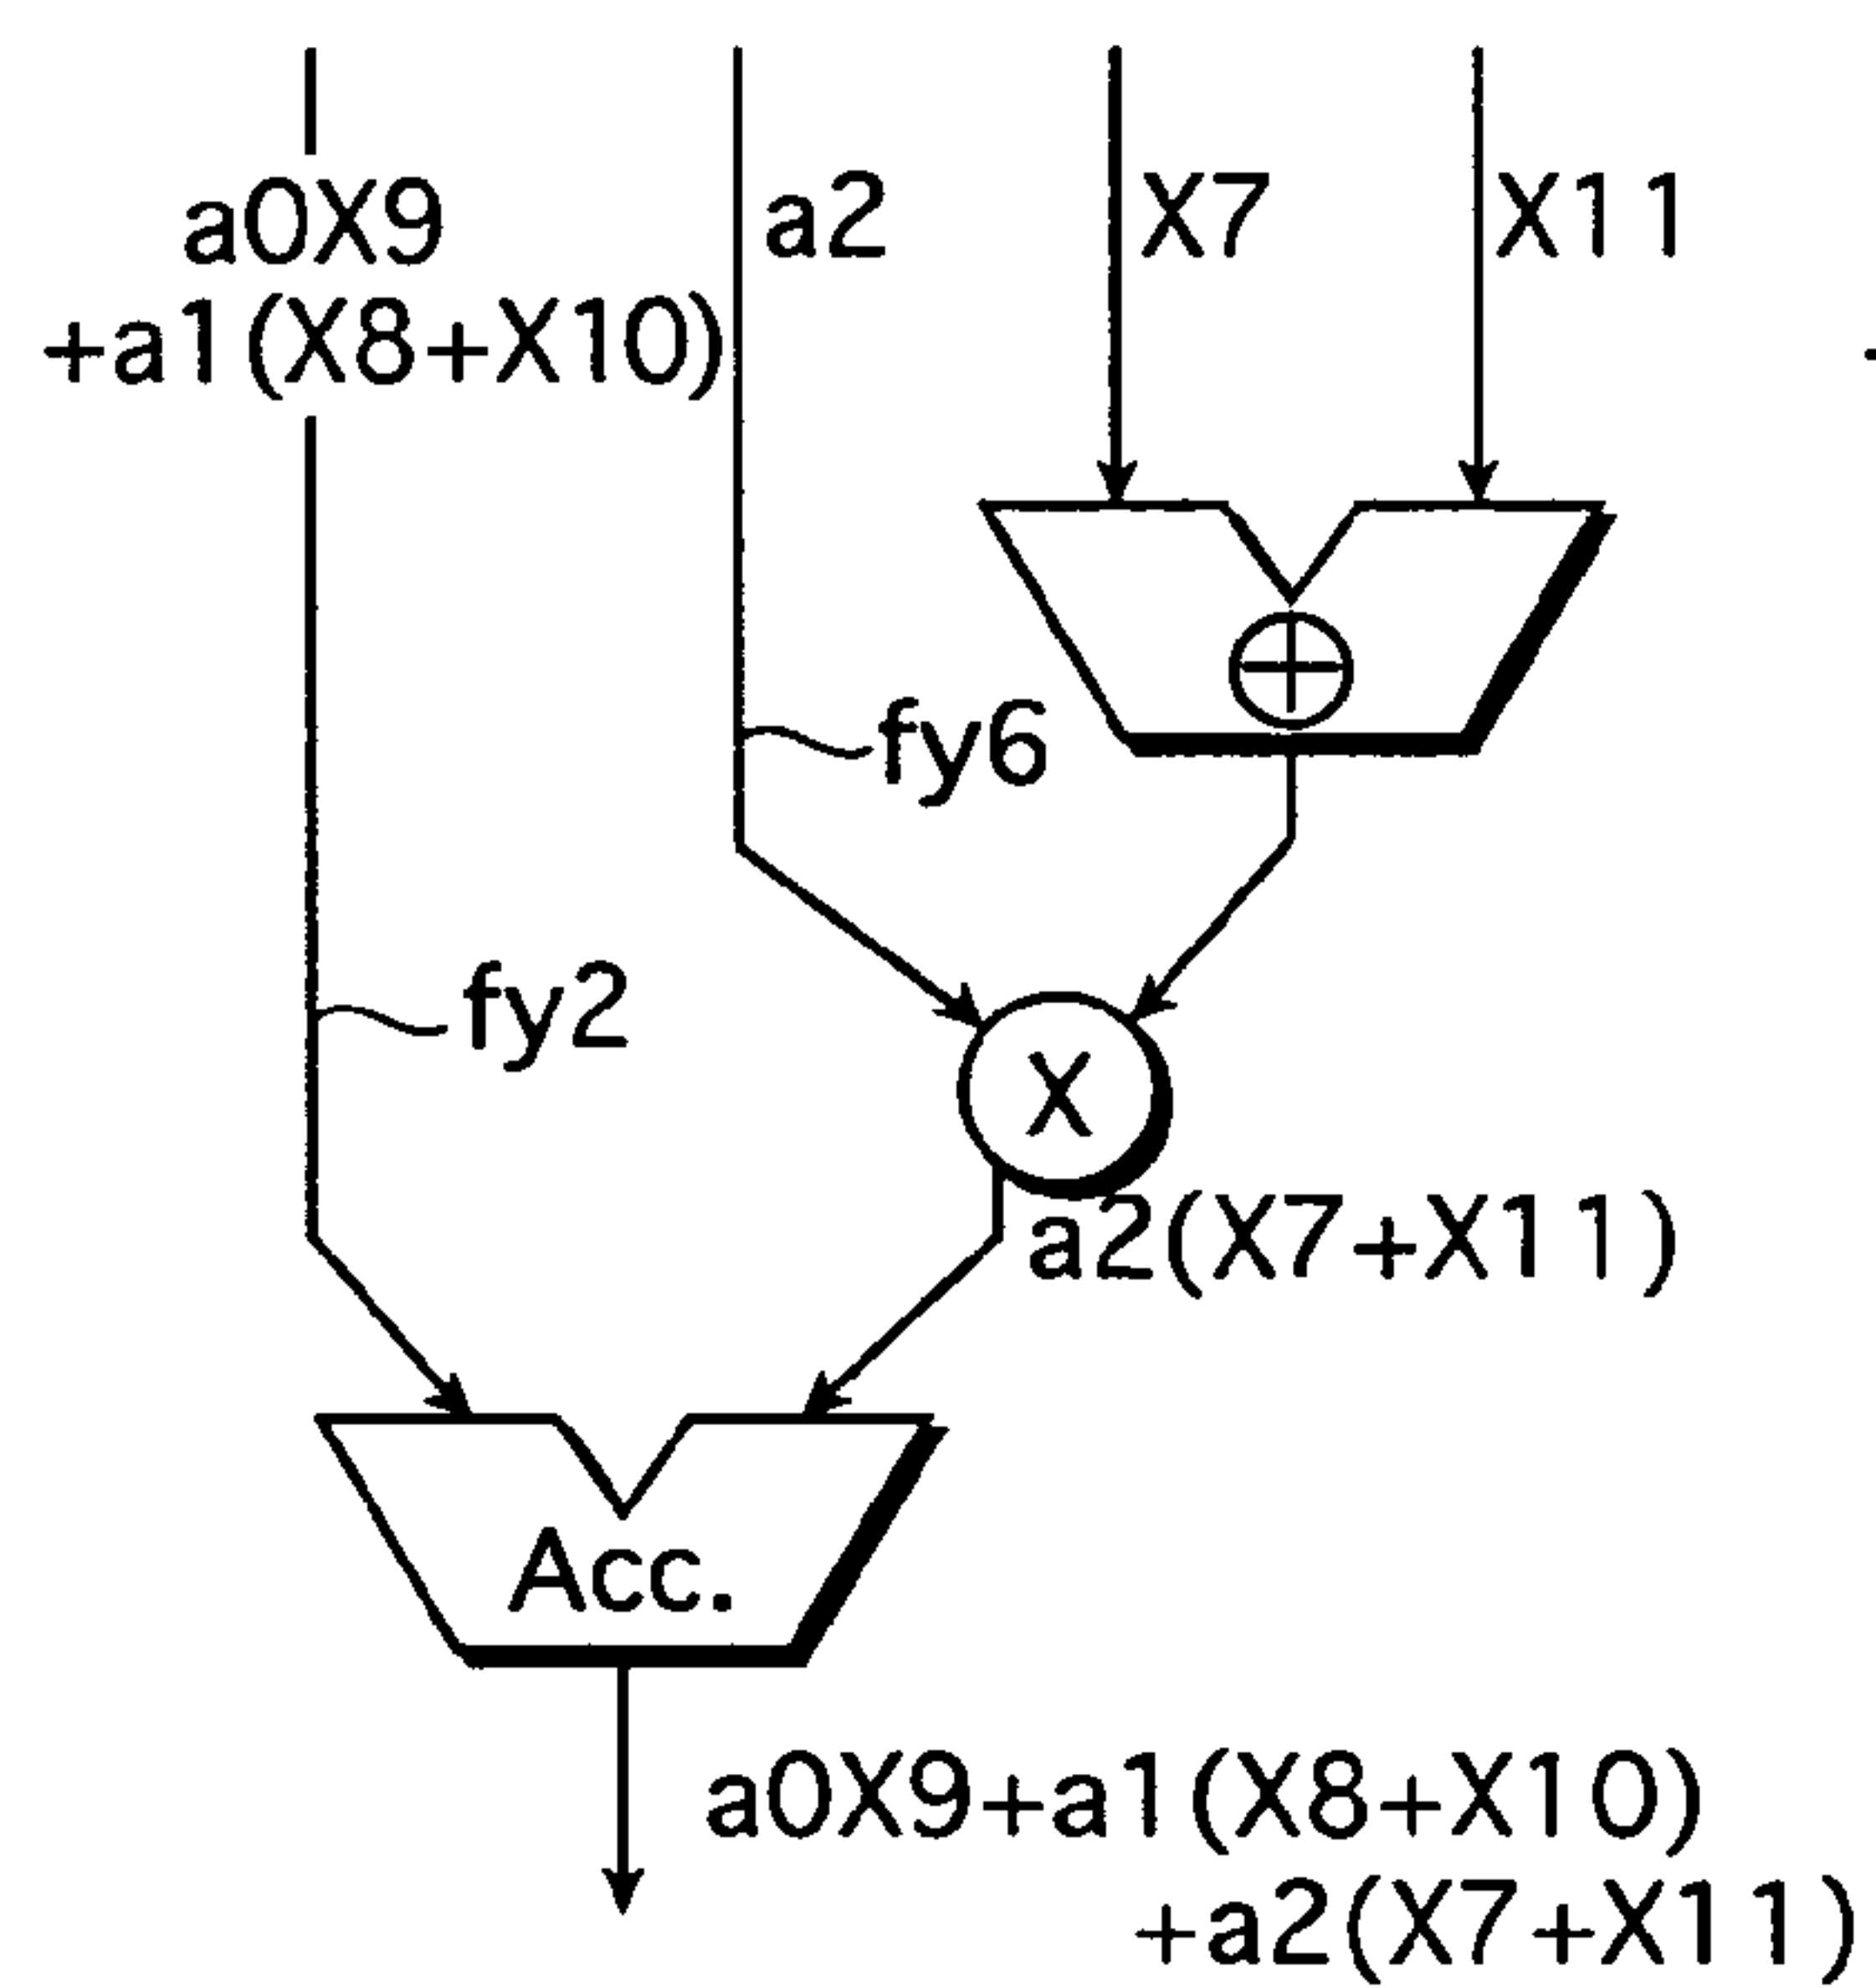 a0X9
+a1(X8+X10)
a2
X7
X11
fy6
fy2
X
a2(X7+X11)
Acc.
a0X9+a1(X8+X10)
+a2(X7+X11)